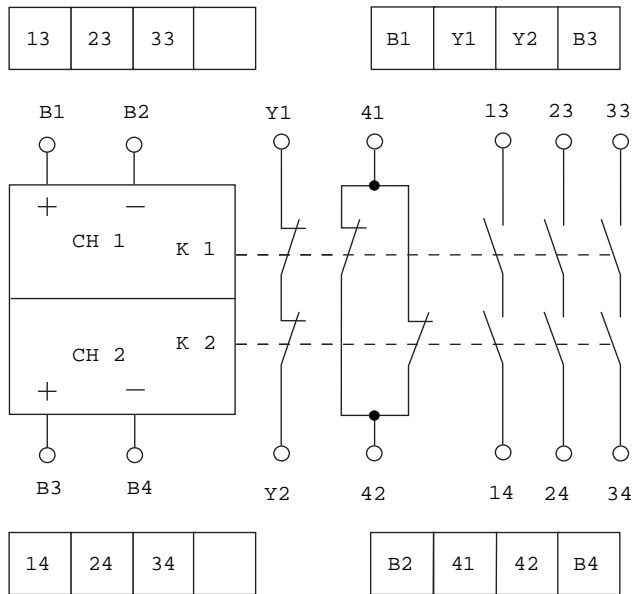 13 23 33 B1 Y1 Y2 B3
B1 B2 Y1 41 13 23 33
+ −
CH 1 K 1
CH 2 K 2
+ −
B3 B4 Y2 42 14 24 34
14 24 34 B2 41 42 B4